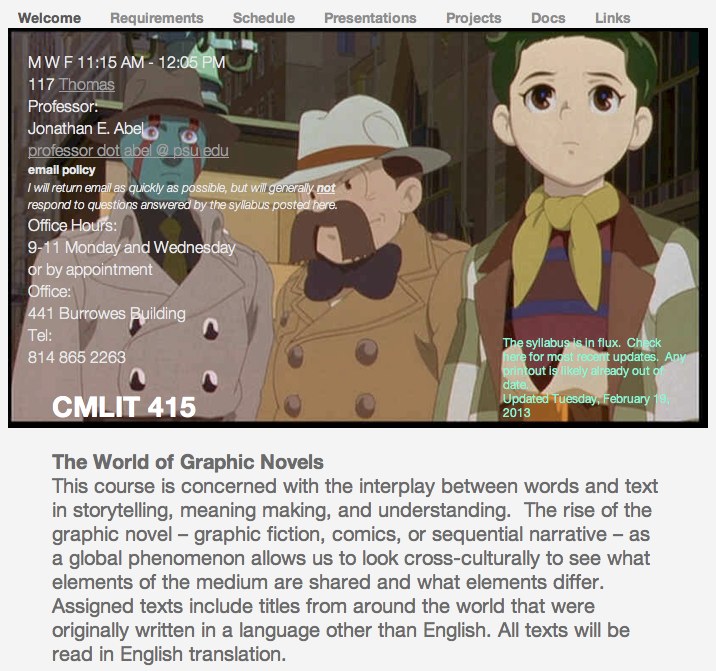 Welcome Requirements Schedule Presentations Projects Docs Links
M W F 11:15 AM - 12:05 PM
117 Thomas
Professor:
Jonathan E. Abel
professor dot abel @ psu edu
email policy
I will return email as quickly as possible, but will generally not
respond to questions answered by the syllabus posted here.
Office Hours:
9-11 Monday and Wednesday
or by appointment
Office:
441 Burrowes Building
Tel:
814 865 2263
The syllabus is in flux. Check
here for most recent updates. Any
printout is likely already out of
date.
Updated Tuesday, February 19,
2013
CMLIT 415
The World of Graphic Novels
This course is concerned with the interplay between words and text
in storytelling, meaning making, and understanding. The rise of the
graphic novel – graphic fiction, comics, or sequential narrative – as
a global phenomenon allows us to look cross-culturally to see what
elements of the medium are shared and what elements differ.
Assigned texts include titles from around the world that were
originally written in a language other than English. All texts will be
read in English translation.